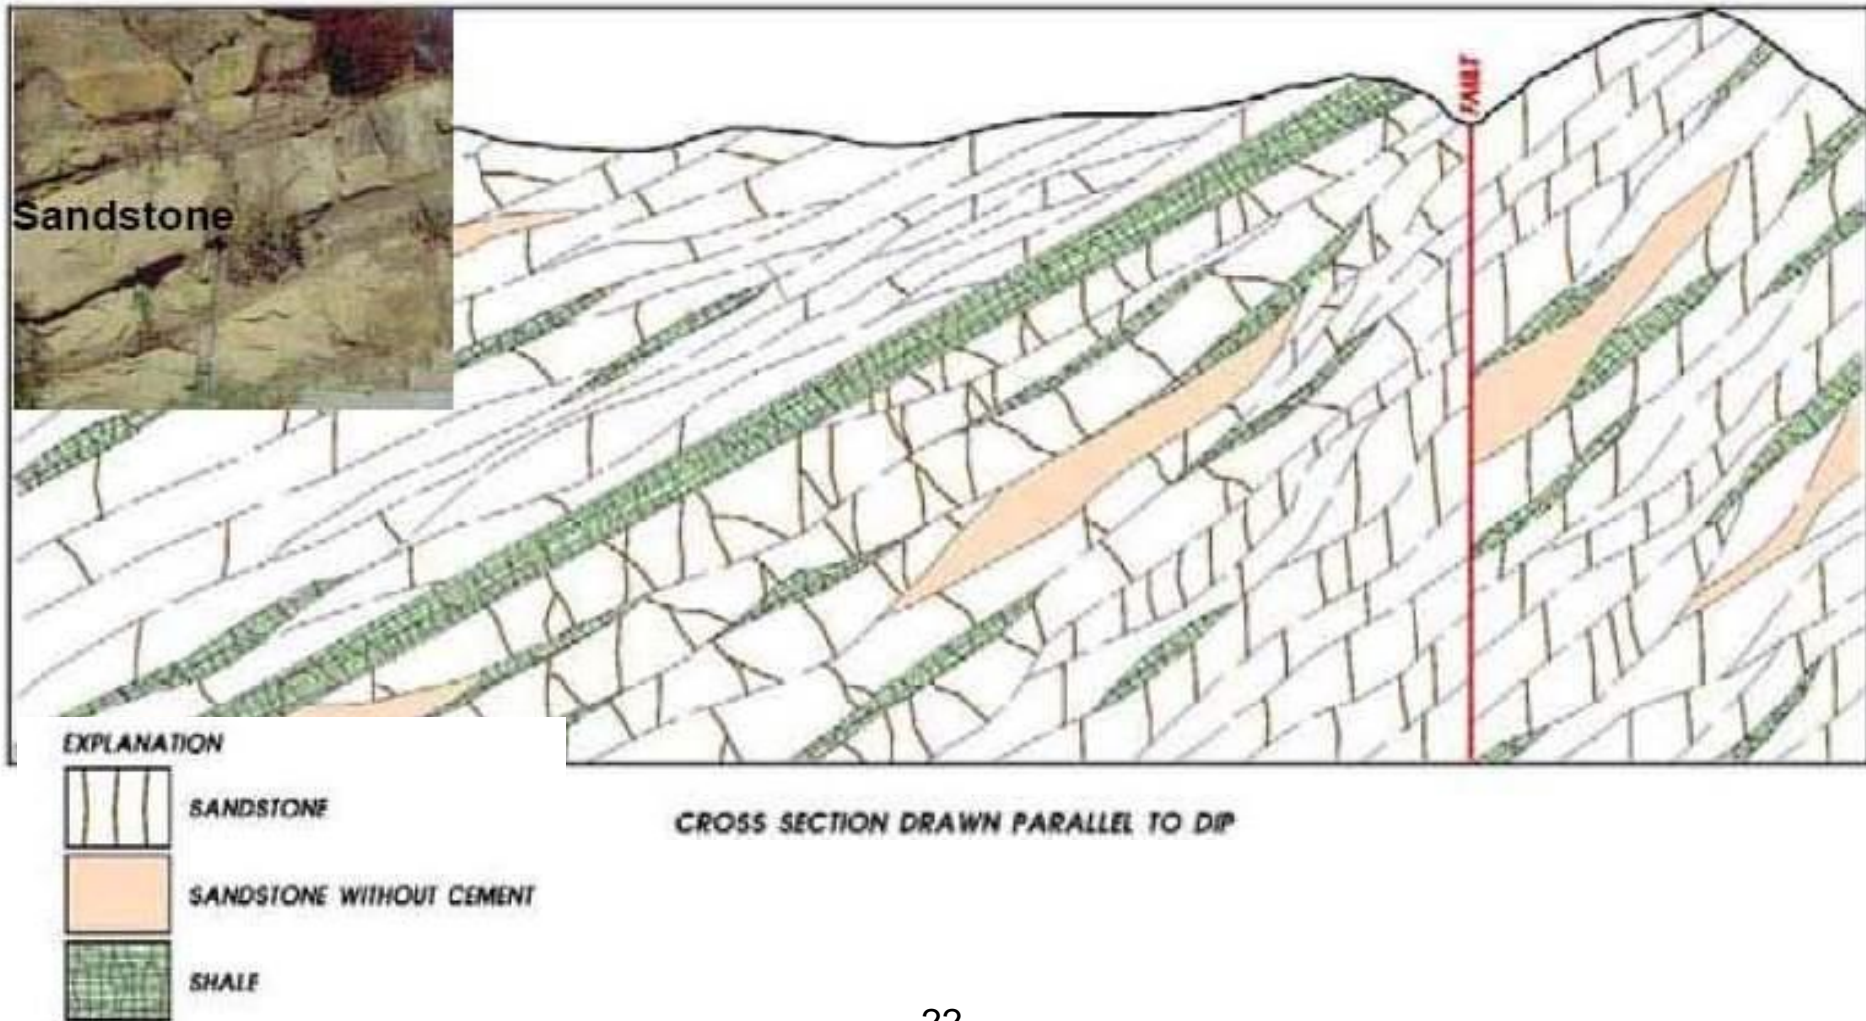 FAULT
Sandstone
EXPLANATION
SANDSTONE
CROSS SECTION DRAWN PARALLEL TO DIP
SANDSTONE WITHOUT CEMENT
SHALE